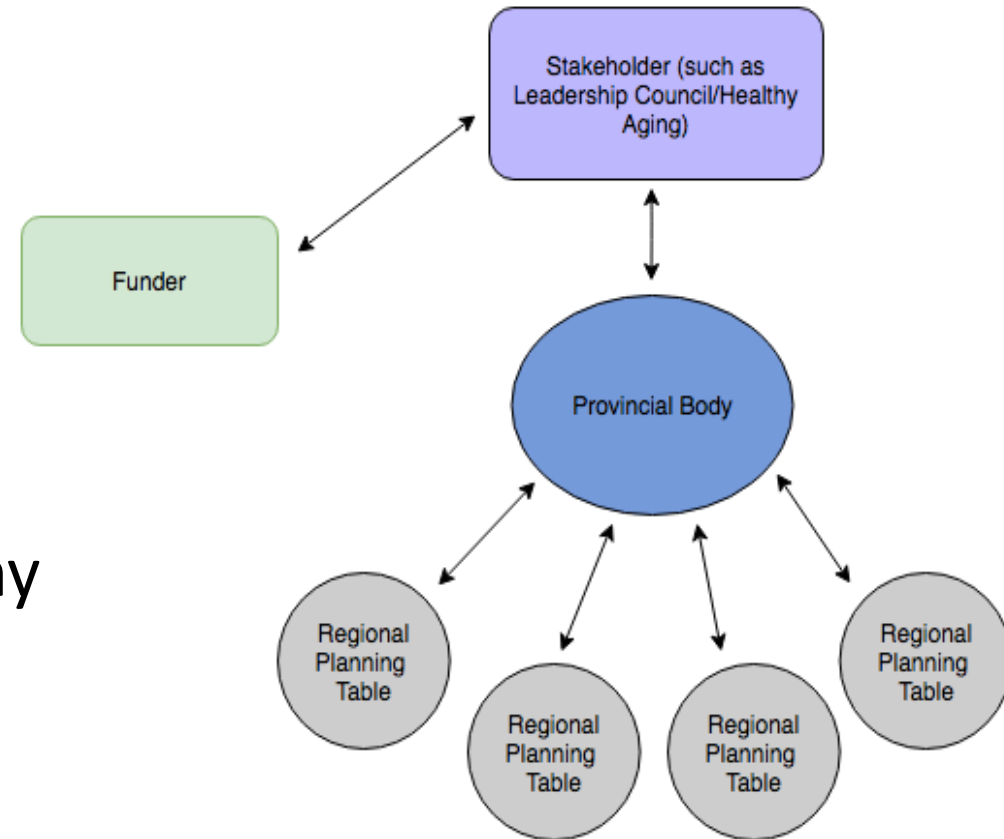 Stakeholder (such as
Leadership Council/Healthy
Aging)
Funder
Provincial Body
Regional
Planning
Table
Regional
Planning
Table
Regional
Planning
Table
Regional
Planning
Table